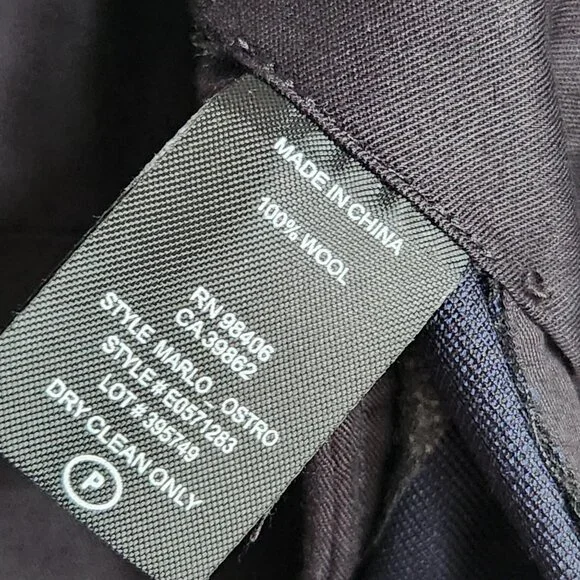 MADE IN CHINA
100% WOOL
RN 98406
CA 39862
STYLE MARLO_OSTRO
STYLE# E0571283
LOT# 395749
DRY CLEAN ONLY
P